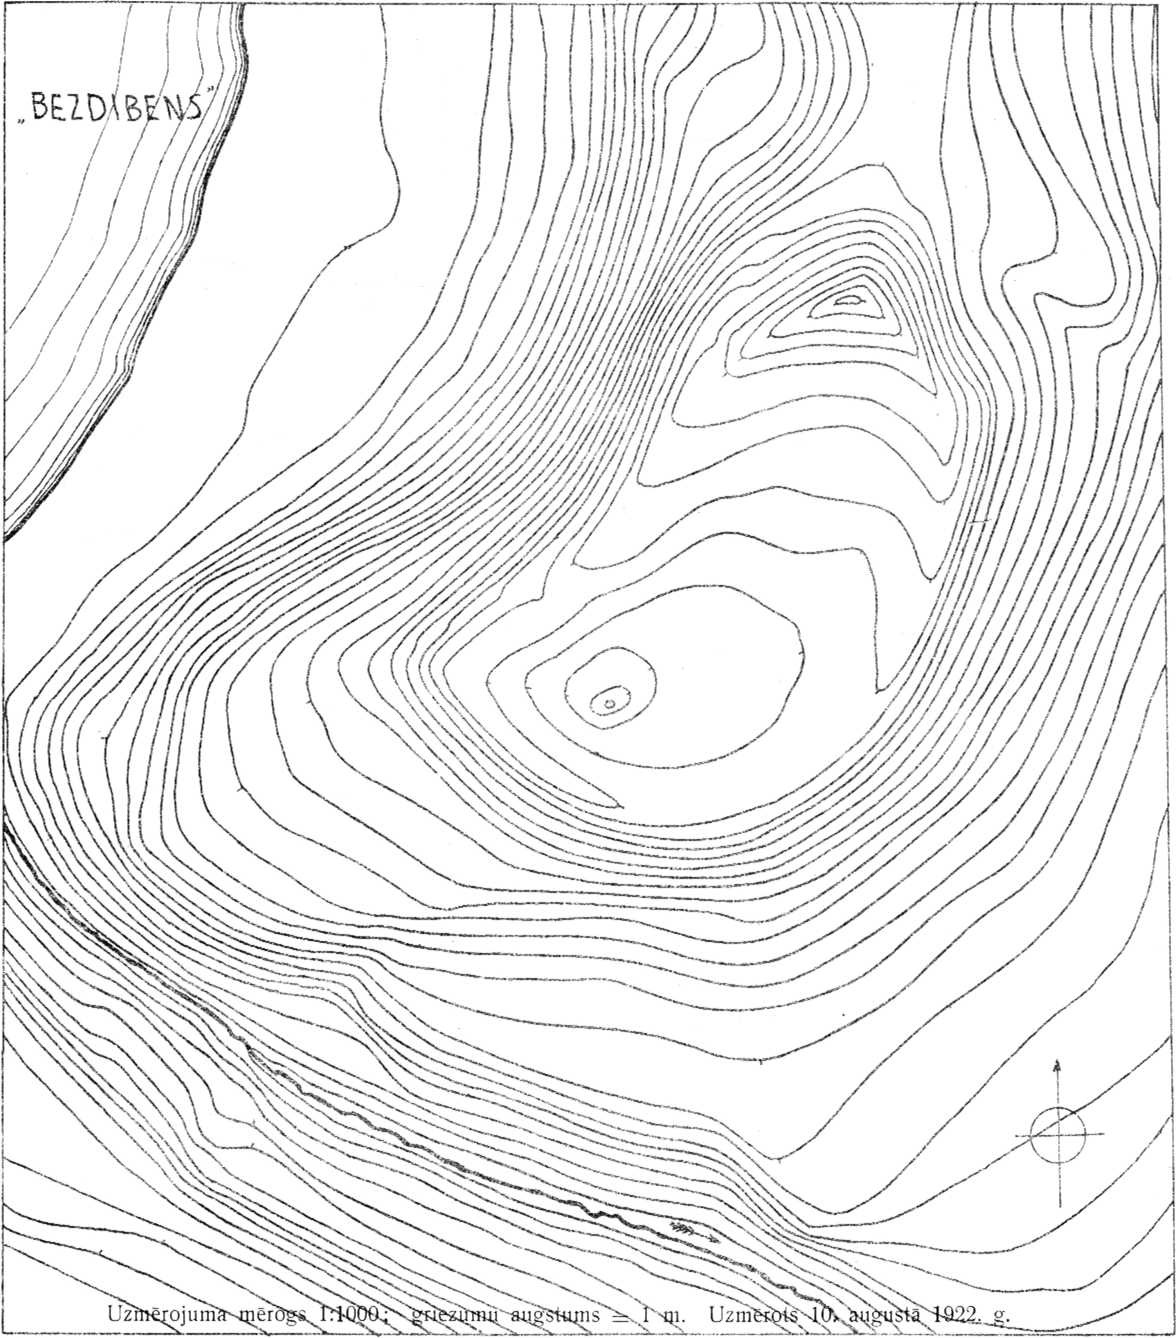 „BEZDIBENS”
Uzmērojuma mērogs 1:1000; griezumu augstums = 1 m. Uzmērots 10. augustā 1922. g.